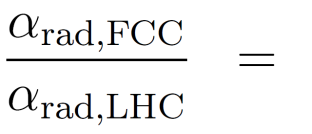 α_rad,FCC
α_rad,LHC =